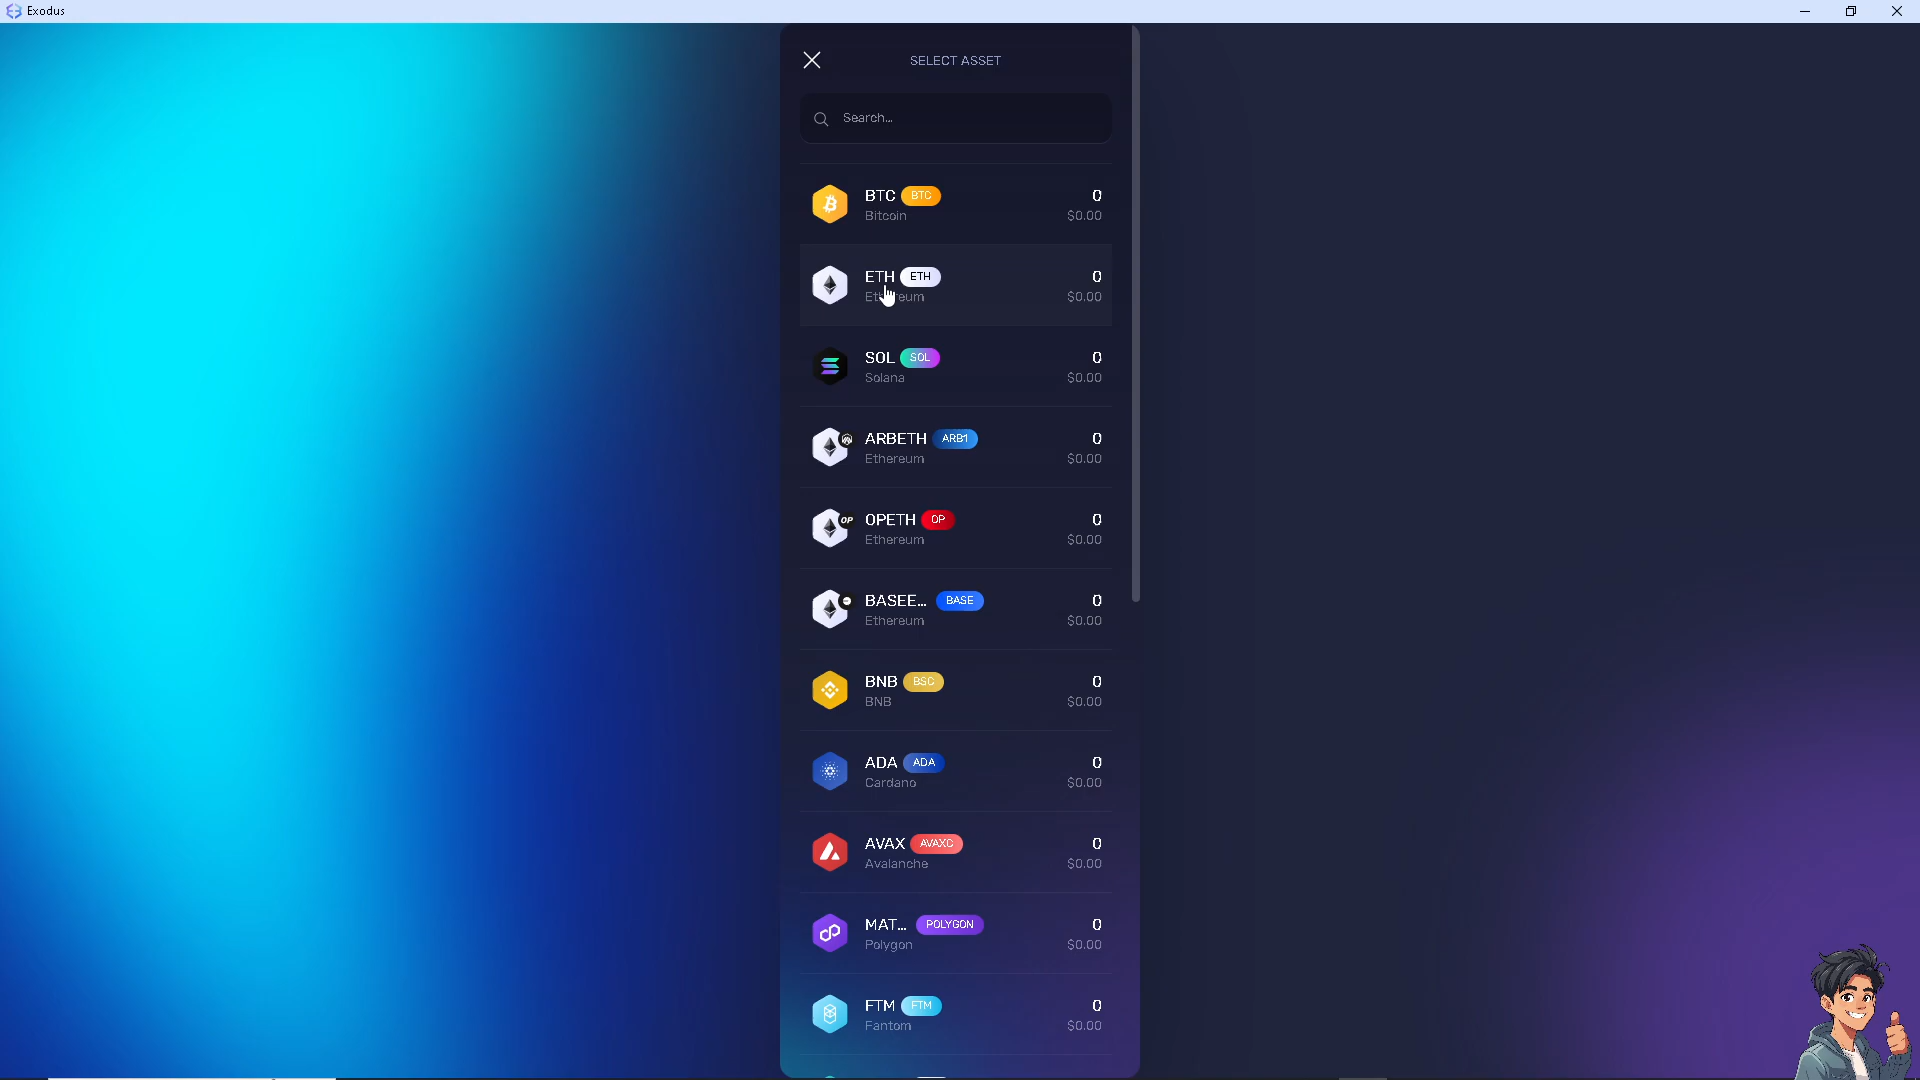 Exodus
SELECT ASSET
Search...
BTC BTC 0
Bitcoin $0.00
ETH ETH 0
Ethereum $0.00
SOL SOL 0
Solana $0.00
ARBETH ARB1 0
Ethereum $0.00
OP OPETH OP 0
Ethereum $0.00
BASEE... BASE 0
Ethereum $0.00
BNB BSC 0
BNB $0.00
ADA ADA 0
Cardano $0.00
AVAX AVAXC 0
Avalanche $0.00
MAT... POLYGON 0
Polygon $0.00
FTM FTM 0
Fantom $0.00